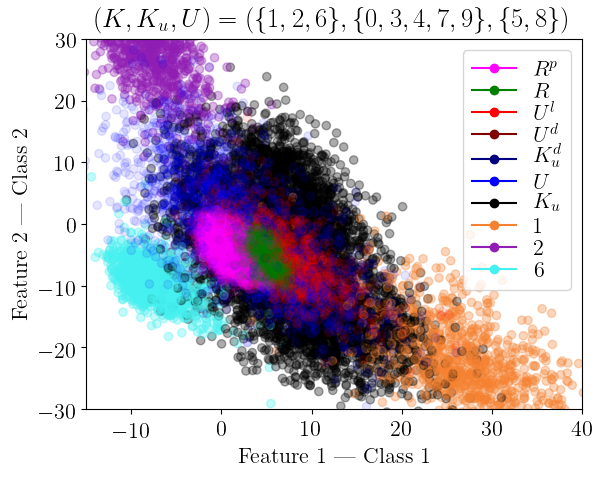 (K, K_u, U) = ({1, 2, 6}, {0, 3, 4, 7, 9}, {5, 8})
30
20
10
0
−10
−20
−30
Feature 2 — Class 2
R^p
R
U^l
U^d
K_u^d
U
K_u
1
2
6
−10
0
10
20
30
40
Feature 1 — Class 1